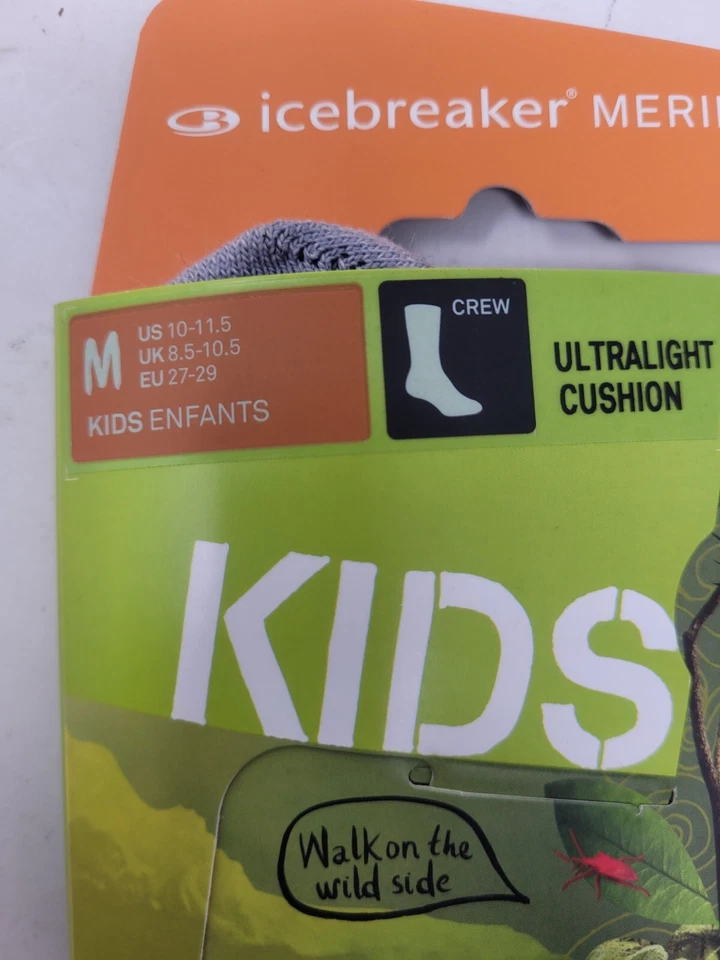 icebreaker® MERI
M
US 10-11.5
UK 8.5-10.5
EU 27-29
KIDS ENFANTS
CREW
ULTRALIGHT
CUSHION
KIDS
Walk on the
wild side